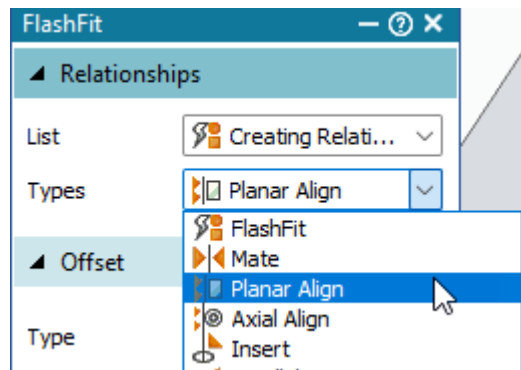 FlashFit
Relationships
List Creating Relati...
Types Planar Align
FlashFit
Mate
Offset Planar Align
Axial Align
Type Insert